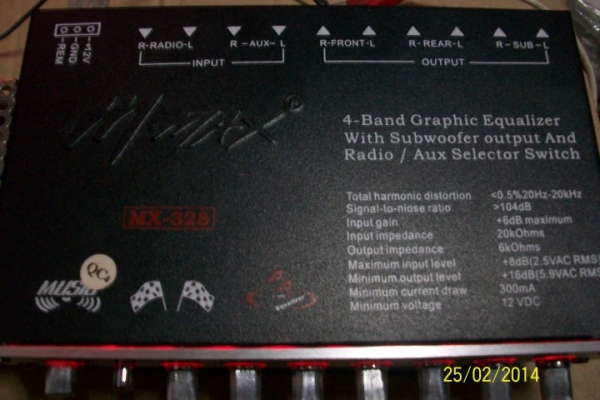 -+12V
-GND
-REM
R-RADIO-L
R-AUX-L
INPUT
R-FRONT-L
R-REAR-L
R-SUB-L
OUTPUT
4-Band Graphic Equalizer
With Subwoofer output And
Radio / Aux Selector Switch
MX-328
Total harmonic distortion <0.5%20Hz-20kHz
Signal-to-niose ratio >104dB
Input gain +6dB maximum
Input impedance 20kOhms
Output impedance 6kOhms
Maximum input level +8dB(2.5VAC RMS)
Minimum output level +16dB(5.9VAC RMS)
Minimum current draw 300mA
Minimum voltage 12 VDC
QC4
MUSIC
25/02/2014